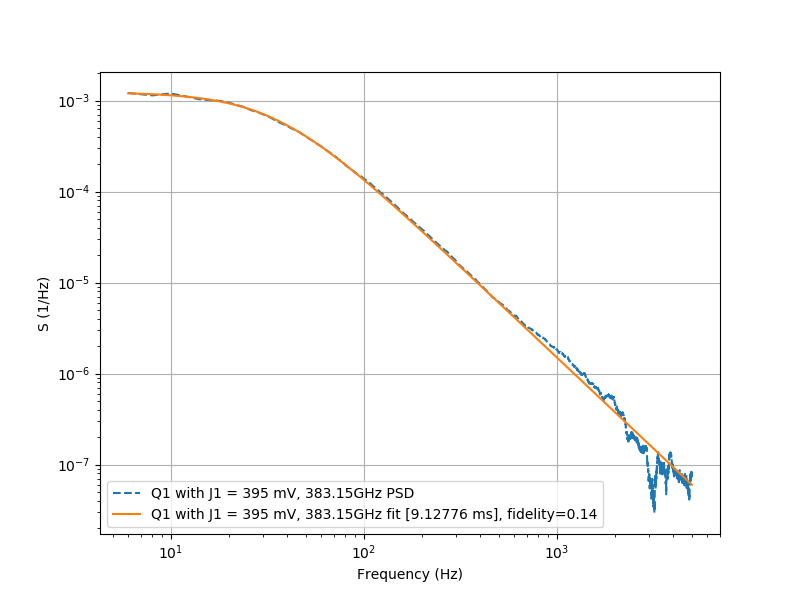 10⁻³
10⁻⁴
10⁻⁵
10⁻⁶
10⁻⁷
S (1/Hz)
Q1 with J1 = 395 mV, 383.15GHz PSD
Q1 with J1 = 395 mV, 383.15GHz fit [9.12776 ms], fidelity=0.14
10¹ 10² 10³
Frequency (Hz)